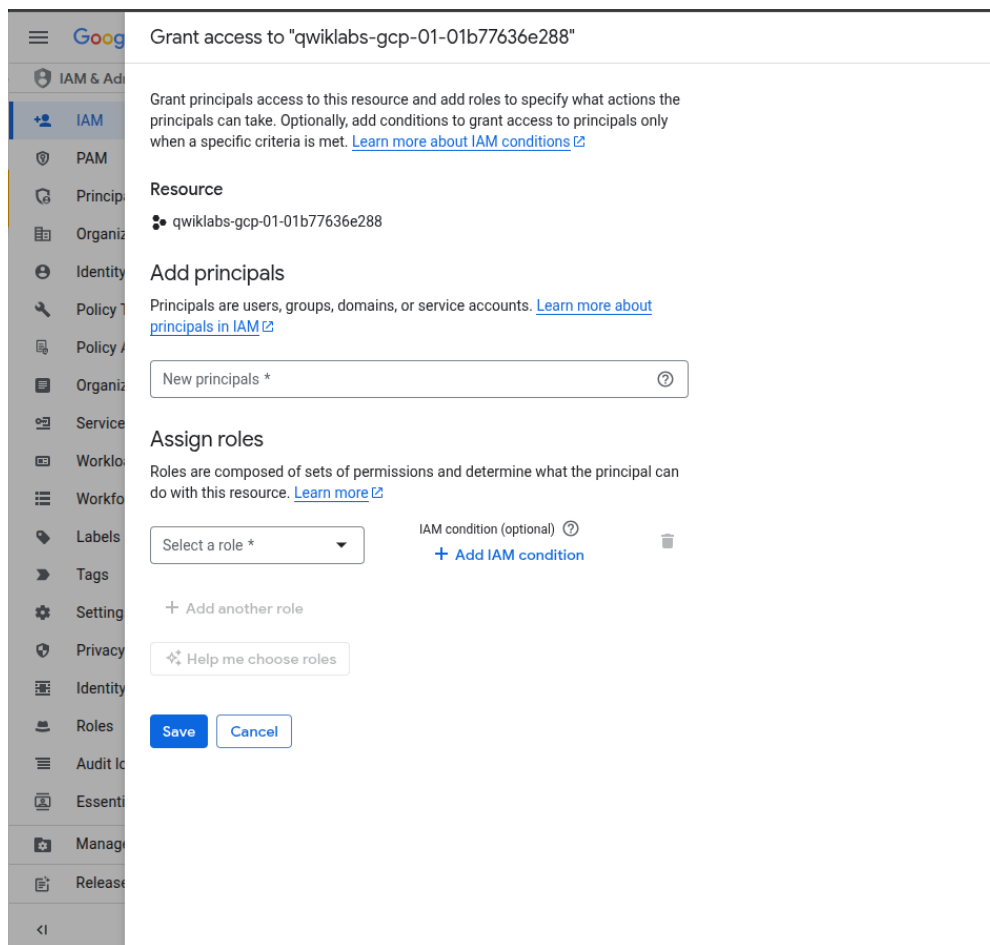 Goog
Grant access to "qwiklabs-gcp-01-01b77636e288"
IAM & Ad
IAM
PAM
Princip
Organiz
Identity
Policy T
Policy A
Organiz
Service
Worklo
Workfo
Labels
Tags
Setting
Privacy
Identity
Roles
Audit lo
Essenti
Manag
Release
Grant principals access to this resource and add roles to specify what actions the
principals can take. Optionally, add conditions to grant access to principals only
when a specific criteria is met. Learn more about IAM conditions
Resource
qwiklabs-gcp-01-01b77636e288
Add principals
Principals are users, groups, domains, or service accounts. Learn more about
principals in IAM
New principals *
Assign roles
Roles are composed of sets of permissions and determine what the principal can
do with this resource. Learn more
Select a role *
IAM condition (optional)
+ Add IAM condition
+ Add another role
Help me choose roles
Save
Cancel